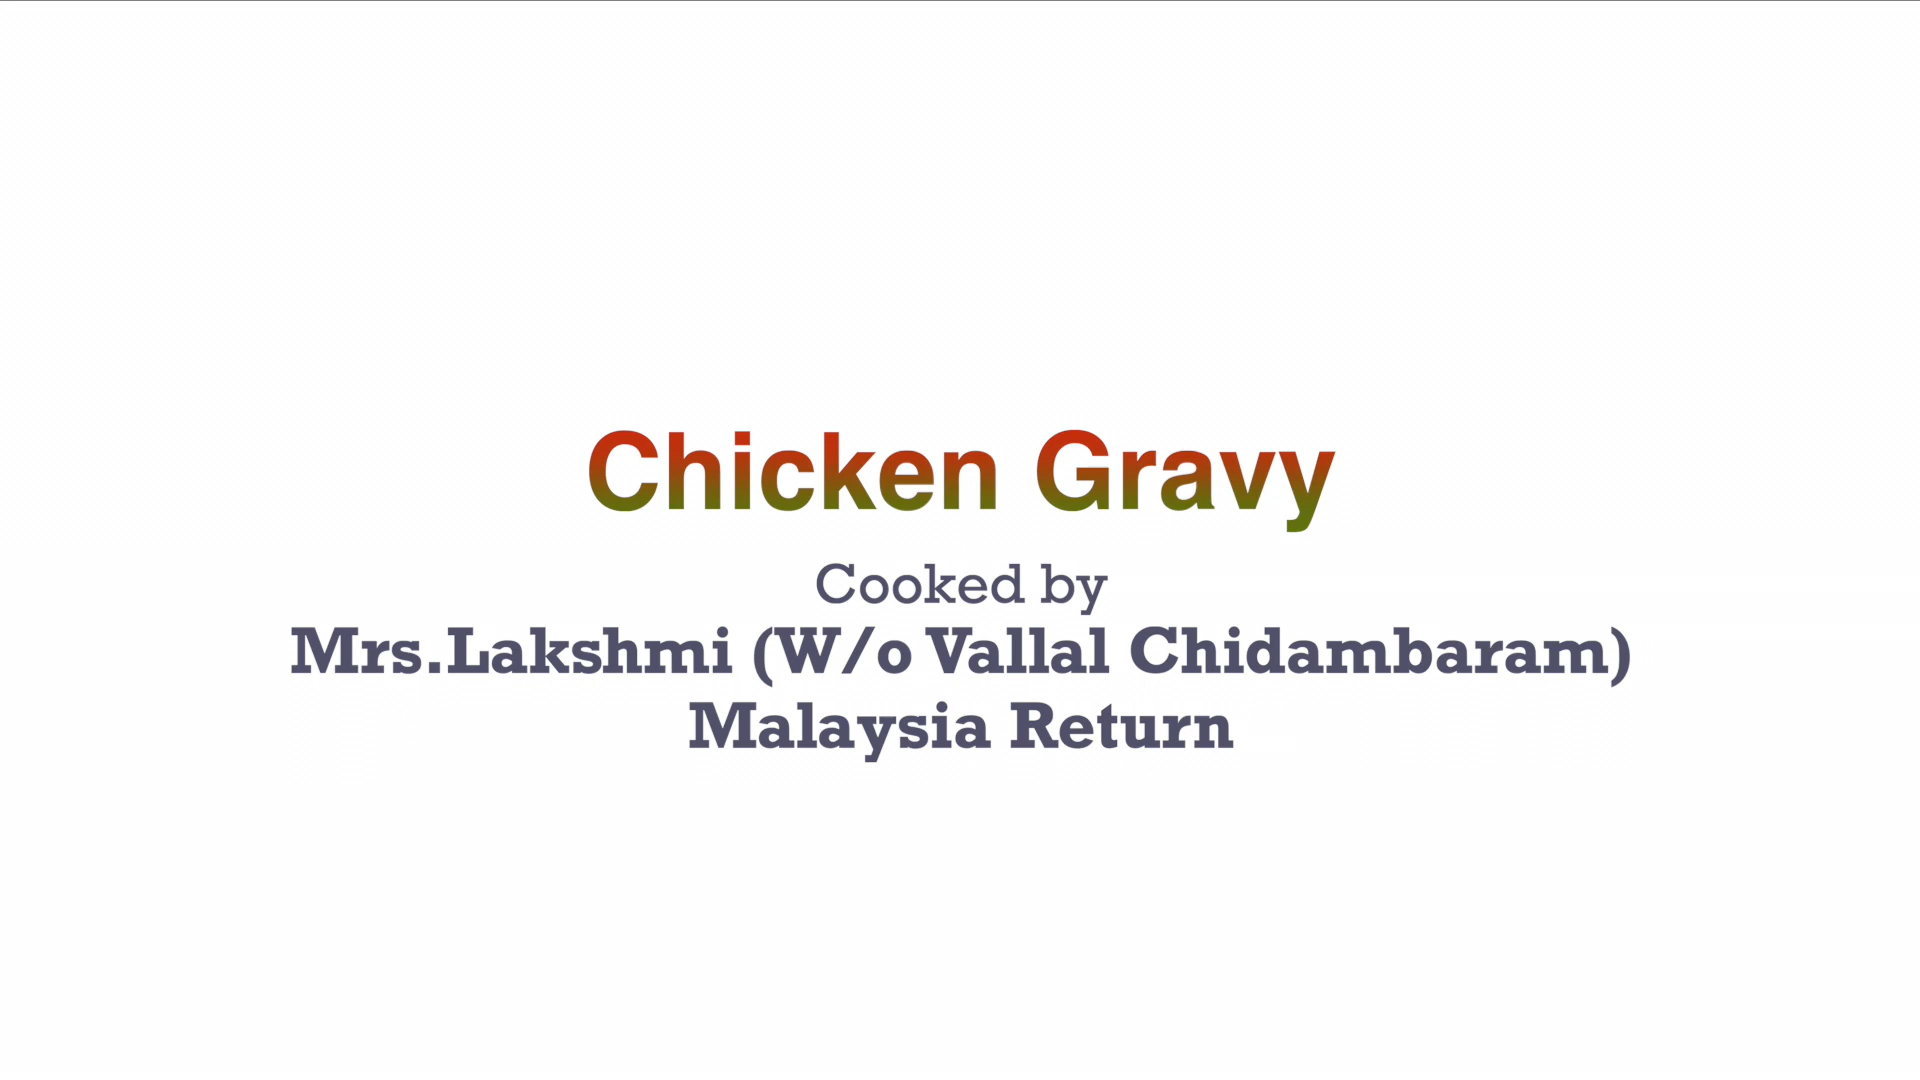 Chicken Gravy
Cooked by
Mrs.Lakshmi (W/o Vallal Chidambaram)
Malaysia Return